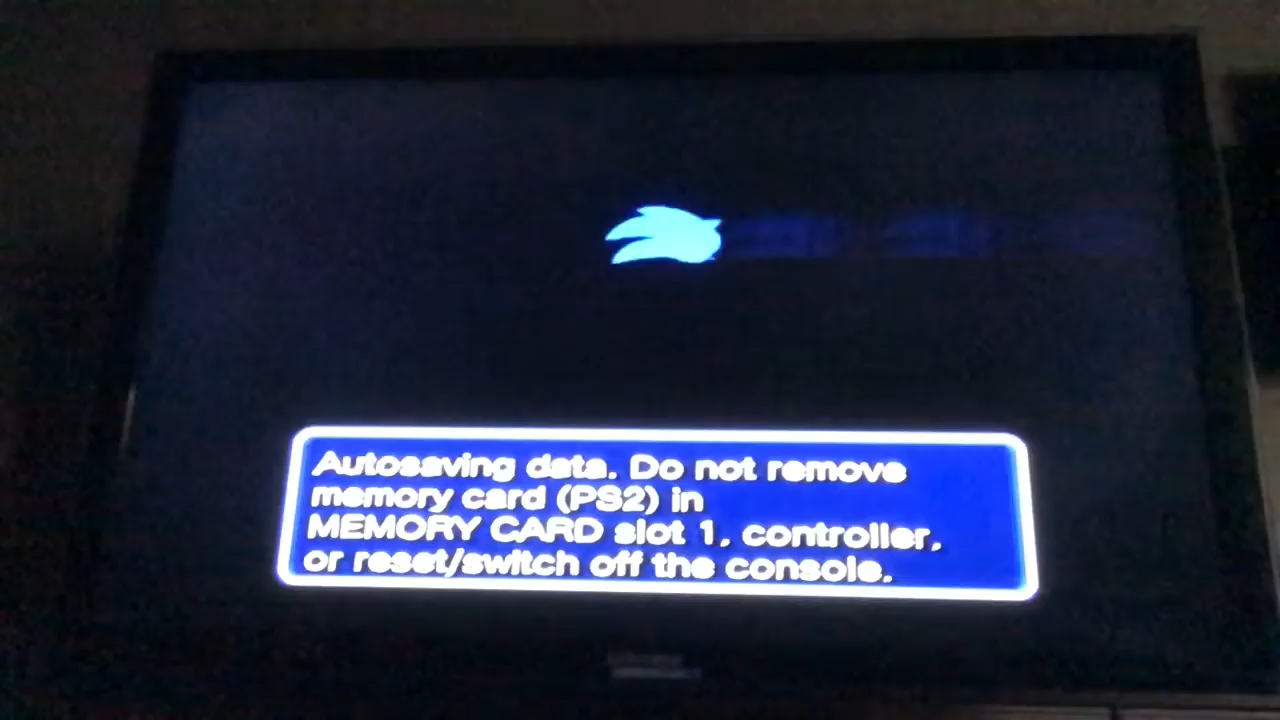 Autosaving data. Do not remove
memory card (PS2) in
MEMORY CARD slot 1, controller,
or reset/switch off the console.